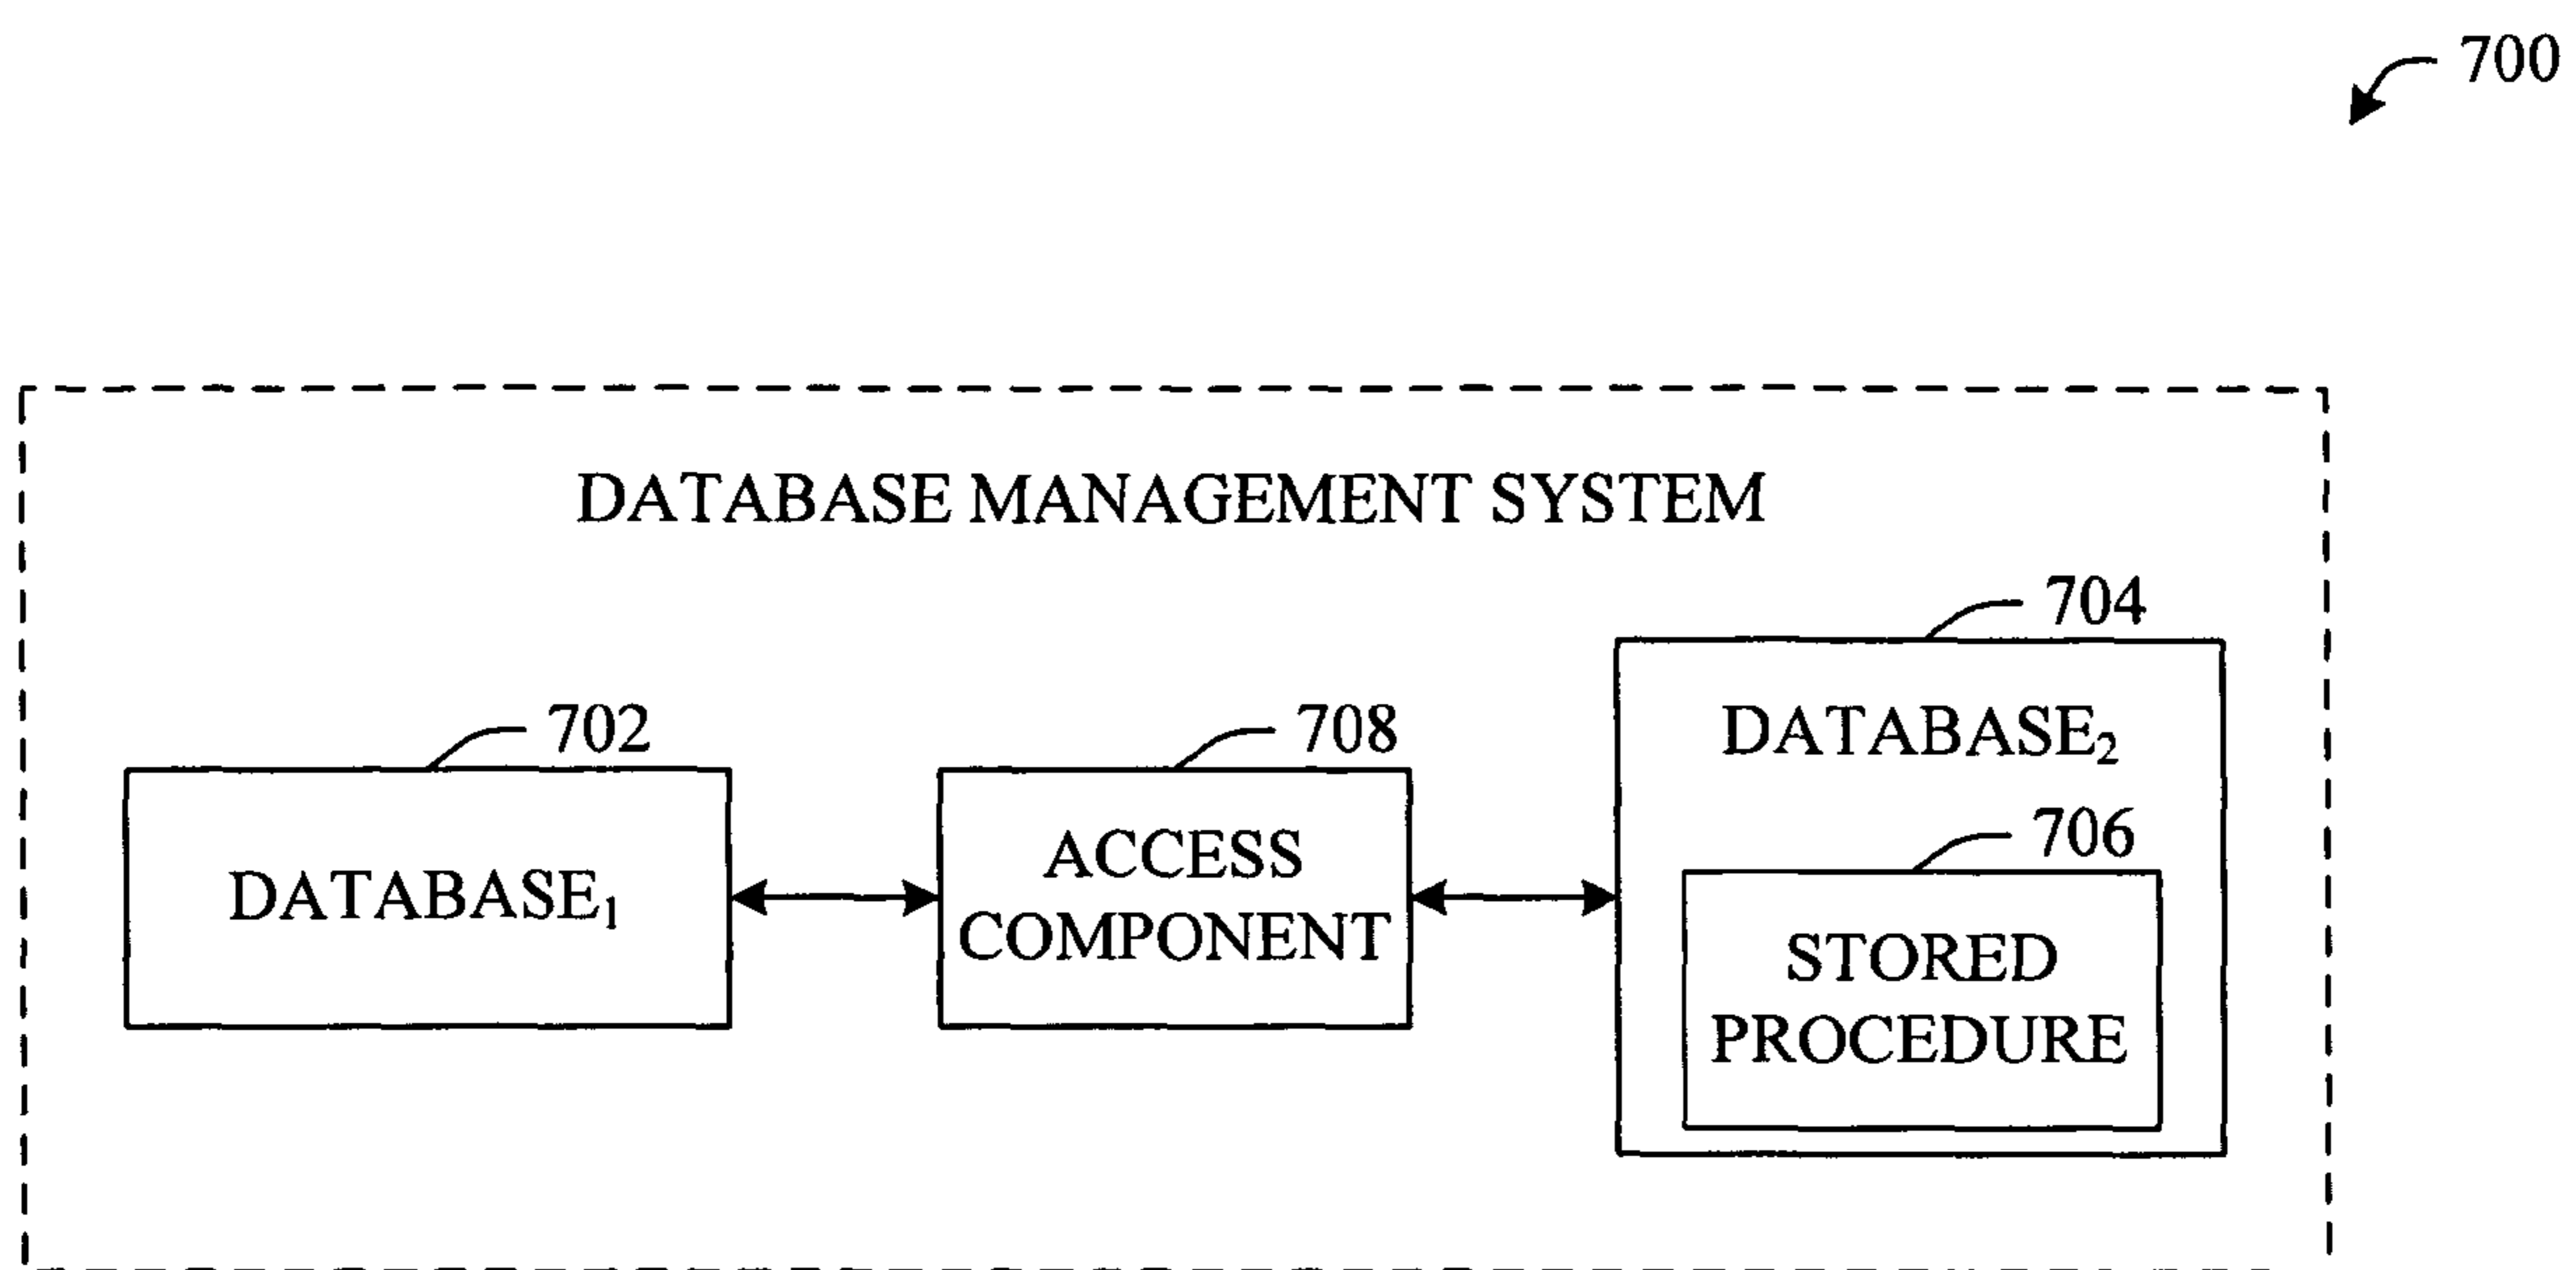 700
DATABASE MANAGEMENT SYSTEM
704
702
708
DATABASE₂
706
DATABASE₁
ACCESS
COMPONENT
STORED
PROCEDURE